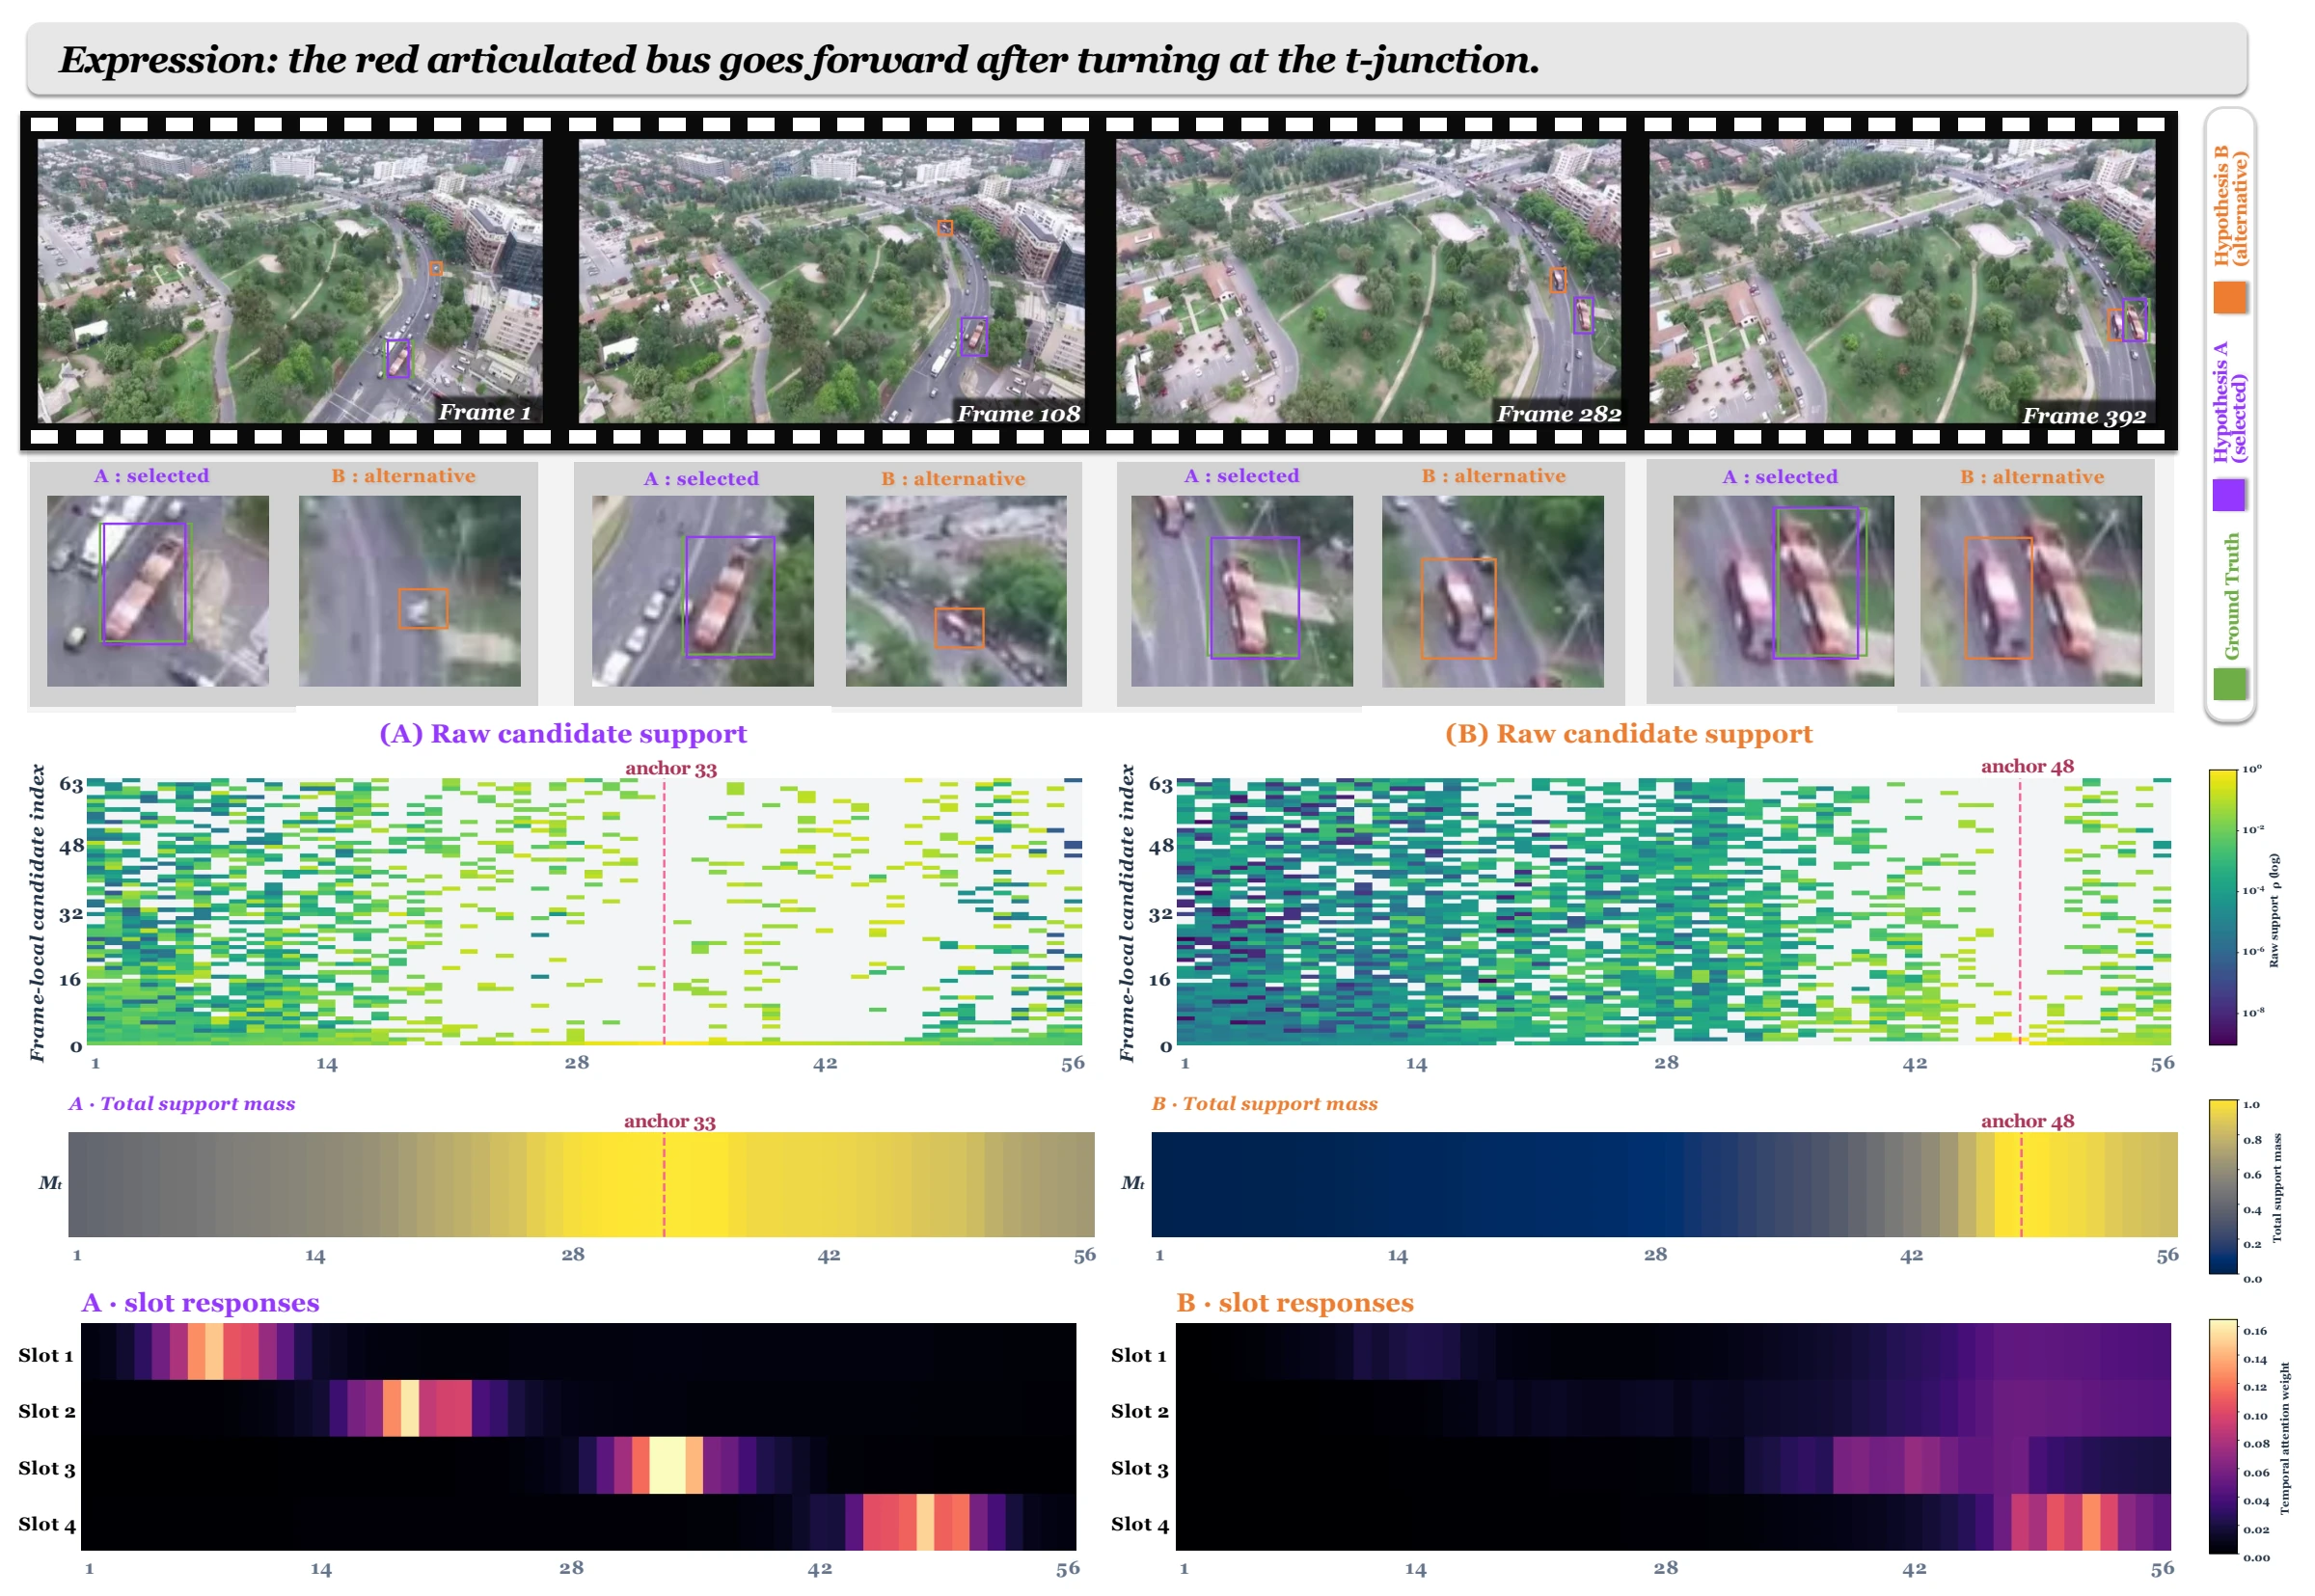 Expression: the red articulated bus goes forward after turning at the t-junction.
Frame 1
Frame 108
Frame 282
Frame 392
Hypothesis B
(alternative)
Hypothesis A
(selected)
Ground Truth
A : selected
B : alternative
A : selected
B : alternative
A : selected
B : alternative
A : selected
B : alternative
(A) Raw candidate support
anchor 33
Frame-local candidate index
63
48
32
16
0
1 14 28 42 56
(B) Raw candidate support
anchor 48
Frame-local candidate index
63
48
32
16
0
1 14 28 42 56
10⁰
10⁻²
10⁻⁴
10⁻⁶
10⁻⁸
Raw support ρ (log)
A · Total support mass
anchor 33
Mₜ
1 14 28 42 56
B · Total support mass
anchor 48
Mₜ
1 14 28 42 56
1.0
0.8
0.6
0.4
0.2
0.0
Total support mass
A · slot responses
Slot 1
Slot 2
Slot 3
Slot 4
1 14 28 42 56
B · slot responses
Slot 1
Slot 2
Slot 3
Slot 4
1 14 28 42 56
0.16
0.14
0.12
0.10
0.08
0.06
0.04
0.02
0.00
Temporal attention weight